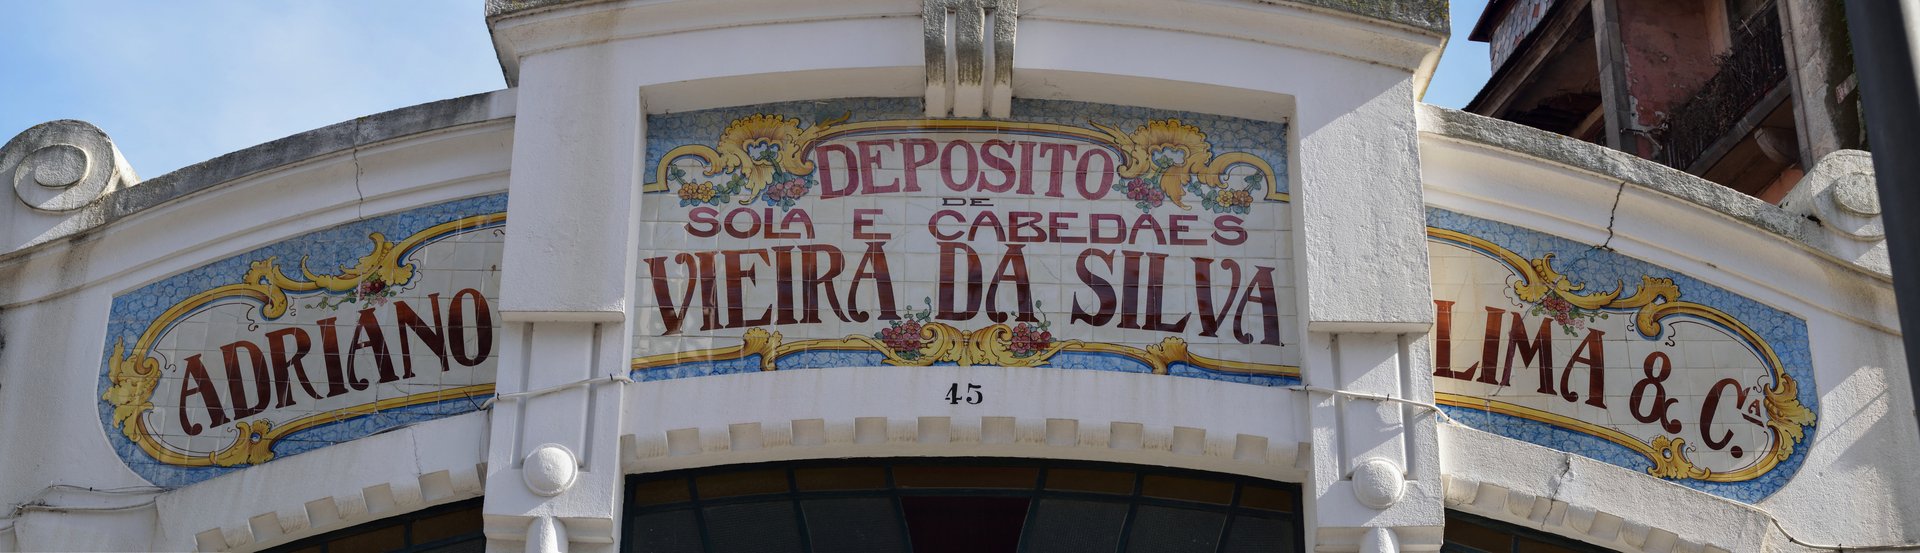 DEPOSITO
DE
SOLA E CABEDAES
ADRIANO VIEIRA DA SILVA LIMA & C.ª
45